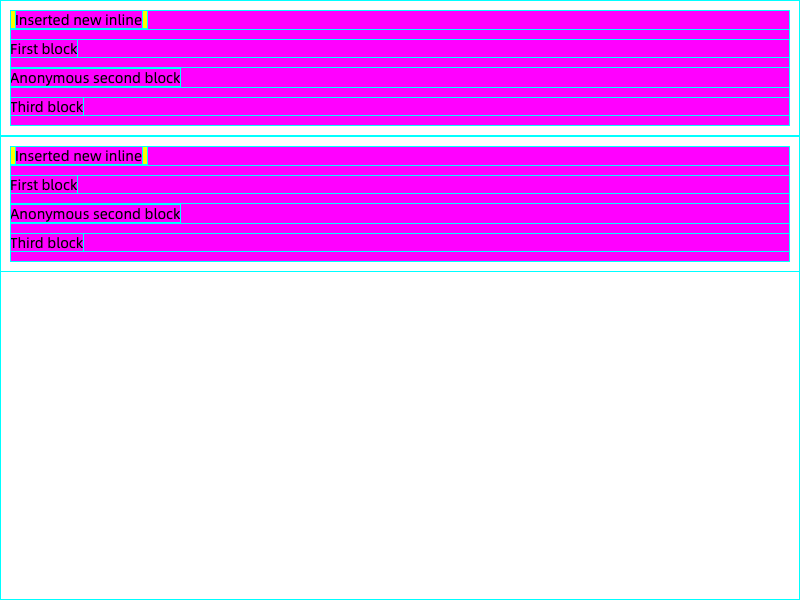 Inserted new inline
First block
Anonymous second block
Third block
Inserted new inline
First block
Anonymous second block
Third block